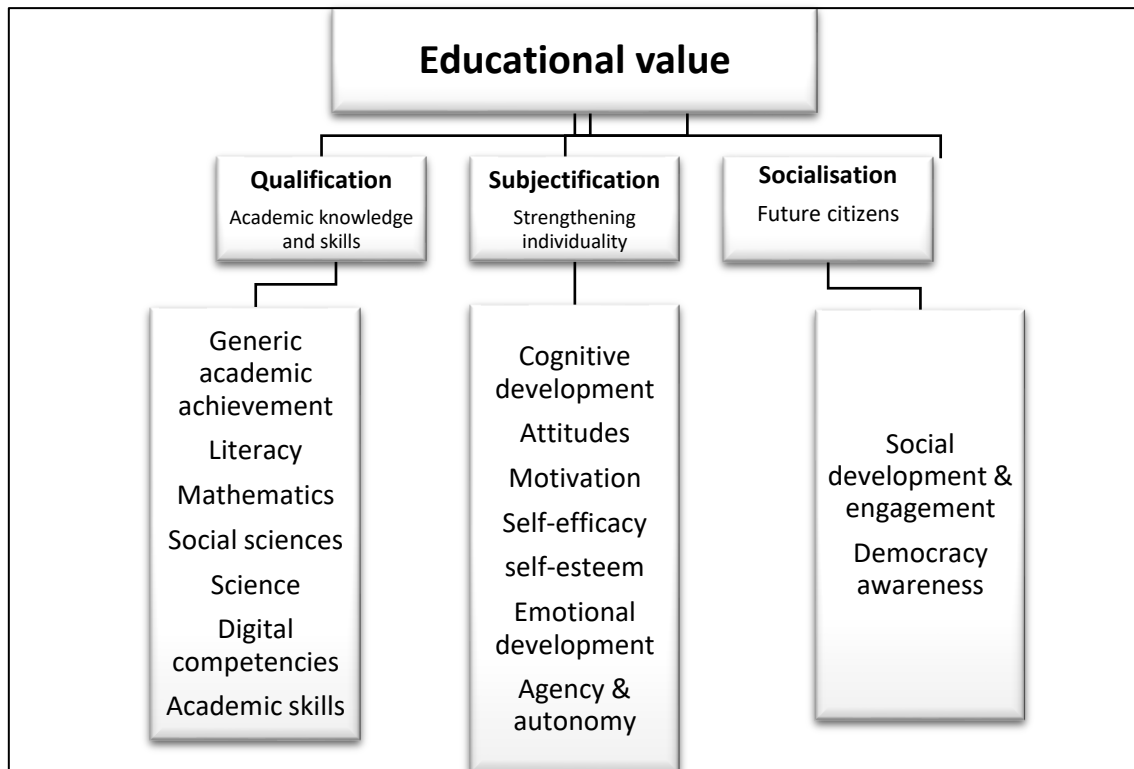 Educational value
Qualification
Academic knowledge
and skills
Subjectification
Strengthening
individuality
Socialisation
Future citizens
Generic
academic
achievement
Literacy
Mathematics
Social sciences
Science
Digital
competencies
Academic skills
Cognitive
development
Attitudes
Motivation
Self-efficacy
self-esteem
Emotional
development
Agency &
autonomy
Social
development &
engagement
Democracy
awareness